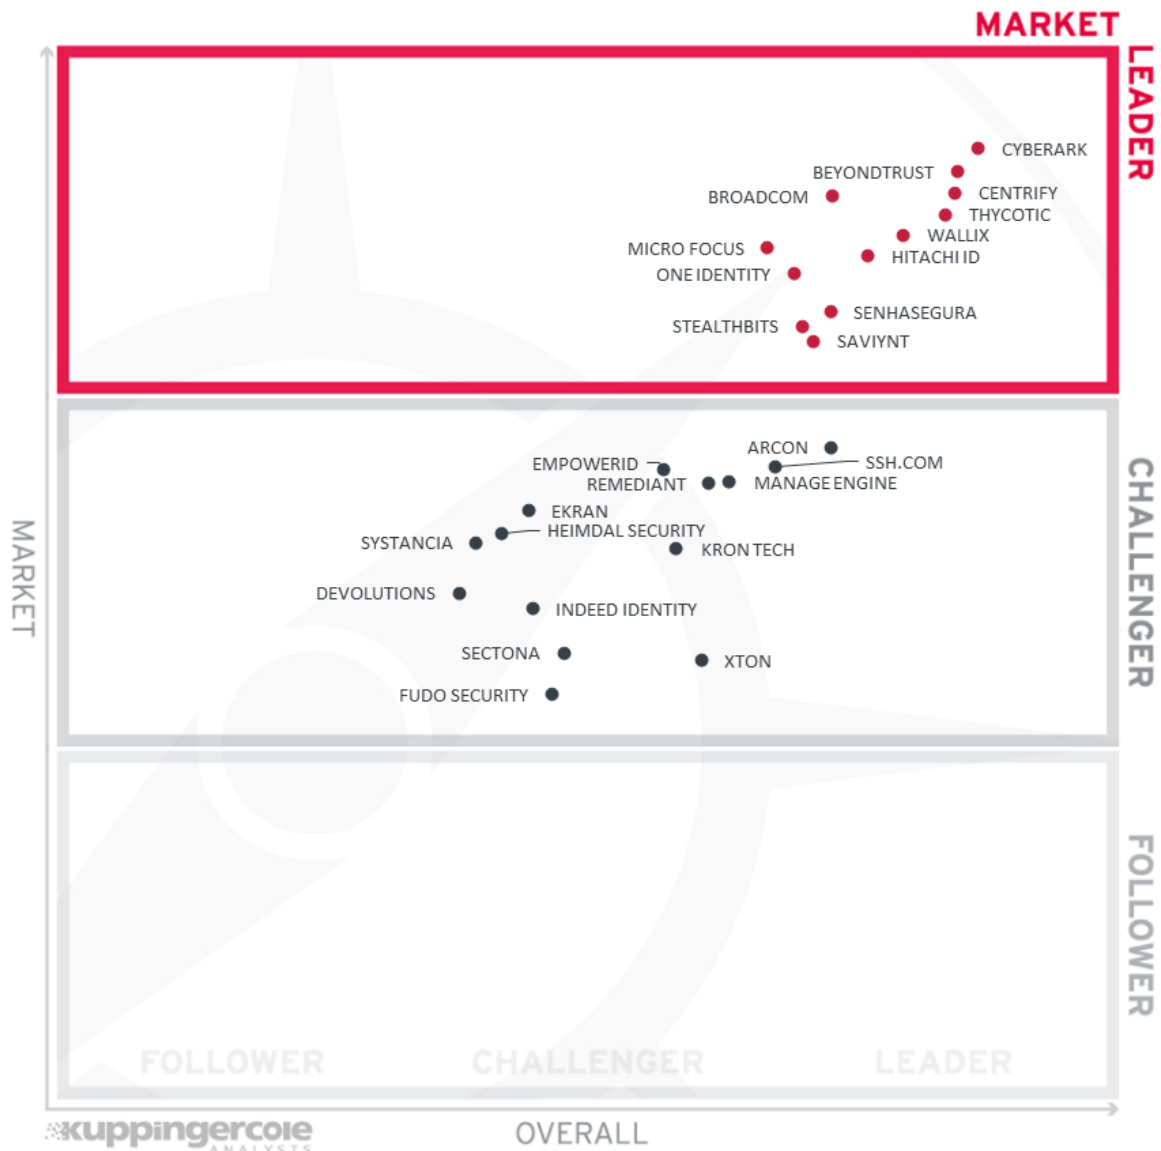 MARKET
LEADER
CYBERARK
BEYONDTRUST
CENTRIFY
BROADCOM
THYCOTIC
WALLIX
MICRO FOCUS
HITACHI ID
ONE IDENTITY
SENHASEGURA
STEALTHBITS
SAVIYNT
ARCON
EMPOWERID
SSH.COM
REMEDIANT
MANAGE ENGINE
EKRAN
HEIMDAL SECURITY
SYSTANCIA
KRON TECH
DEVOLUTIONS
INDEED IDENTITY
SECTONA
XTON
FUDO SECURITY
CHALLENGER
MARKET
FOLLOWER
FOLLOWER CHALLENGER LEADER
kuppingercole
ANALYSTS
OVERALL